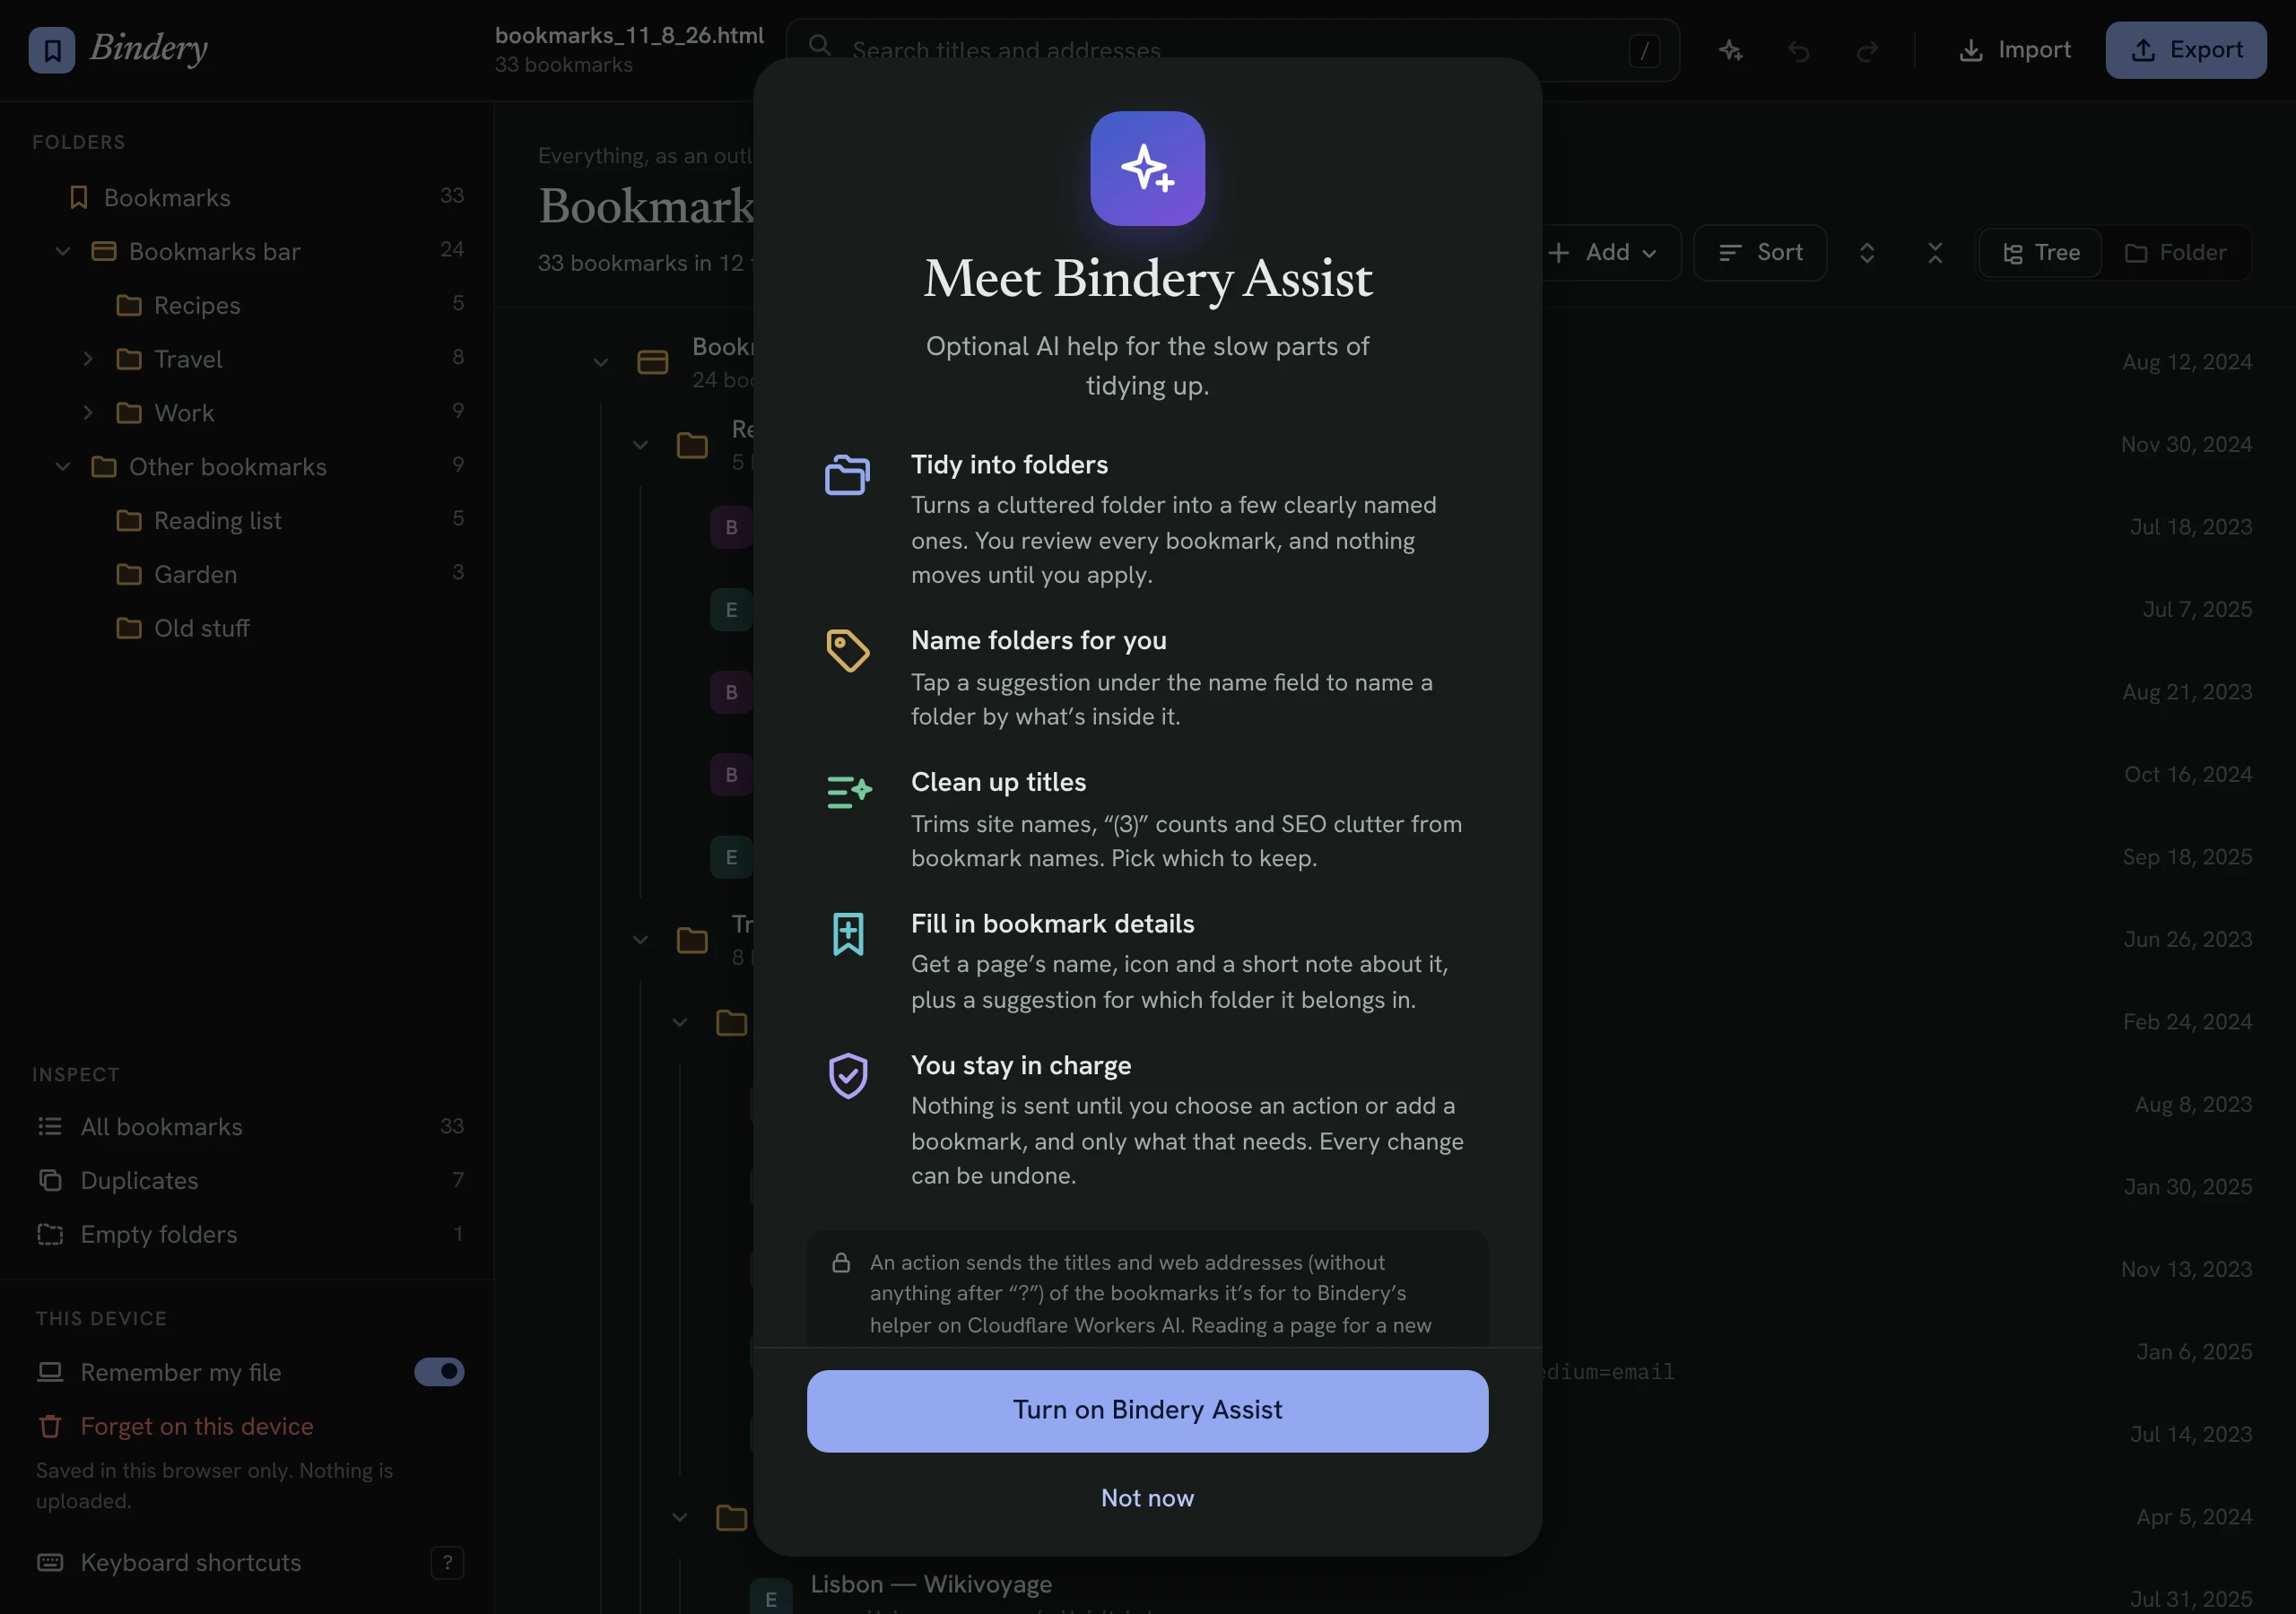 Bindery
bookmarks_11_8_26.html
33 bookmarks
Search titles and addresses
/
Import
Export
FOLDERS
Bookmarks 33
Bookmarks bar 24
Recipes 5
Travel 8
Work 9
Other bookmarks 9
Reading list 5
Garden 3
Old stuff
INSPECT
All bookmarks 33
Duplicates 7
Empty folders 1
THIS DEVICE
Remember my file
Forget on this device
Saved in this browser only. Nothing is
uploaded.
Keyboard shortcuts ?
Everything, as an
Bookmark
33 bookmarks in 12
Add
Sort
Tree
Folder
24
5
B
E
B
B
E
8
Meet Bindery Assist
Optional AI help for the slow parts of
tidying up.
Tidy into folders
Turns a cluttered folder into a few clearly named
ones. You review every bookmark, and nothing
moves until you apply.
Name folders for you
Tap a suggestion under the name field to name a
folder by what’s inside it.
Clean up titles
Trims site names, “(3)” counts and SEO clutter from
bookmark names. Pick which to keep.
Fill in bookmark details
Get a page’s name, icon and a short note about it,
plus a suggestion for which folder it belongs in.
You stay in charge
Nothing is sent until you choose an action or add a
bookmark, and only what that needs. Every change
can be undone.
An action sends the titles and web addresses (without
anything after “?”) of the bookmarks it’s for to Bindery’s
helper on Cloudflare Workers AI. Reading a page for a new
Turn on Bindery Assist
Not now
Aug 12, 2024
Nov 30, 2024
Jul 18, 2023
Jul 7, 2025
Aug 21, 2023
Oct 16, 2024
Sep 18, 2025
Jun 26, 2023
Feb 24, 2024
Aug 8, 2023
Jan 30, 2025
Nov 13, 2023
Jan 6, 2025
edium=email
Jul 14, 2023
Apr 5, 2024
E
Lisbon — Wikivoyage
Jul 31, 2025